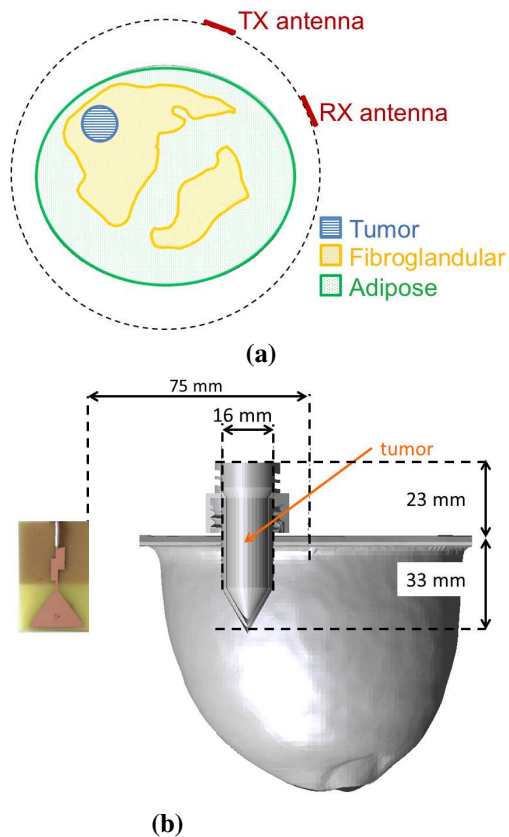 TX antenna
RX antenna
Tumor
Fibroglandular
Adipose
(a)
75 mm
16 mm
tumor
23 mm
33 mm
(b)